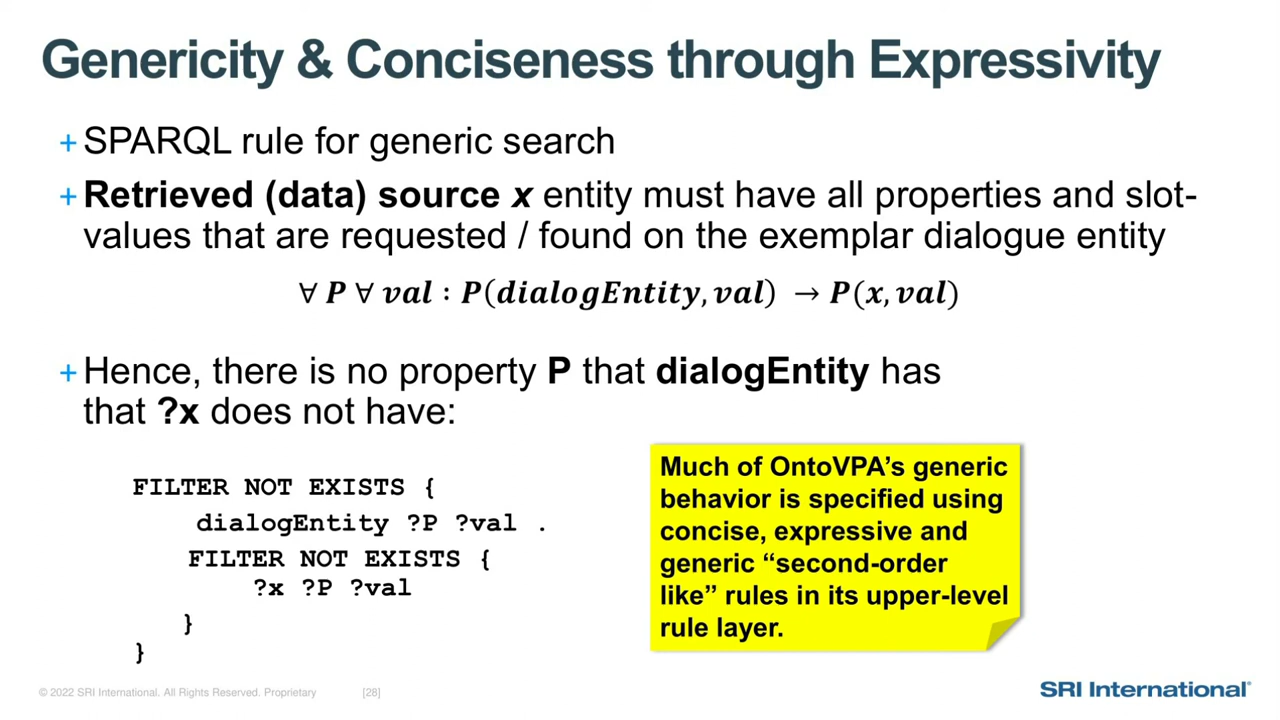 Genericity & Conciseness through Expressivity
+ SPARQL rule for generic search
+ Retrieved (data) source x entity must have all properties and slot-
values that are requested / found on the exemplar dialogue entity
∀ P ∀ val : P(dialogEntity, val) → P(x, val)
+ Hence, there is no property P that dialogEntity has
that ?x does not have:
FILTER NOT EXISTS {
dialogEntity ?P ?val .
FILTER NOT EXISTS {
?x ?P ?val
}
}
Much of OntoVPA’s generic
behavior is specified using
concise, expressive and
generic “second-order
like” rules in its upper-level
rule layer.
© 2022 SRI International. All Rights Reserved. Proprietary [28]
SRI International®